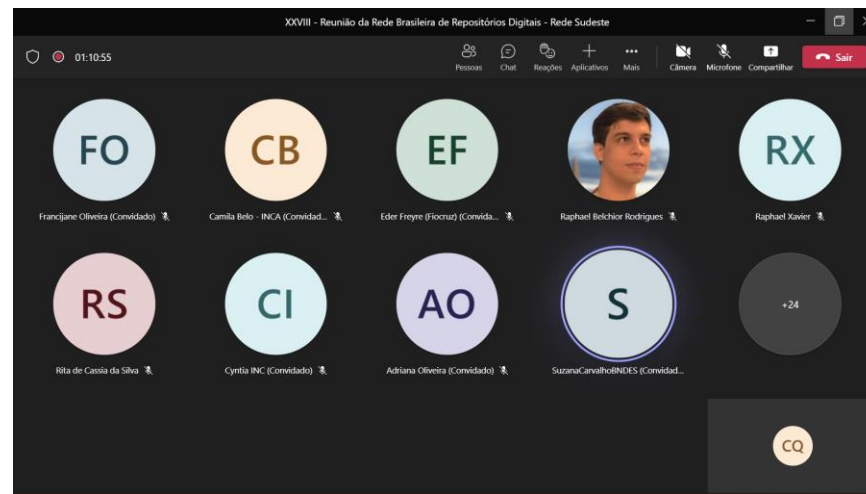 XXVIII - Reunião da Rede Brasileira de Repositórios Digitais - Rede Sudeste
01:10:55
Pessoas Chat Reações Aplicativos Mais Câmera Microfone Compartilhar Sair
FO CB EF RX
Francijane Oliveira (Convidado) Camila Belo - INCA (Convidad... Eder Freyre (Fiocruz) (Convida... Raphael Belchior Rodrigues Raphael Xavier
RS CI AO S +24
Rita de Cassia da Silva Cyntia INC (Convidado) Adriana Oliveira (Convidado) SuzanaCarvalhoBNDES (Convidad...
CQ